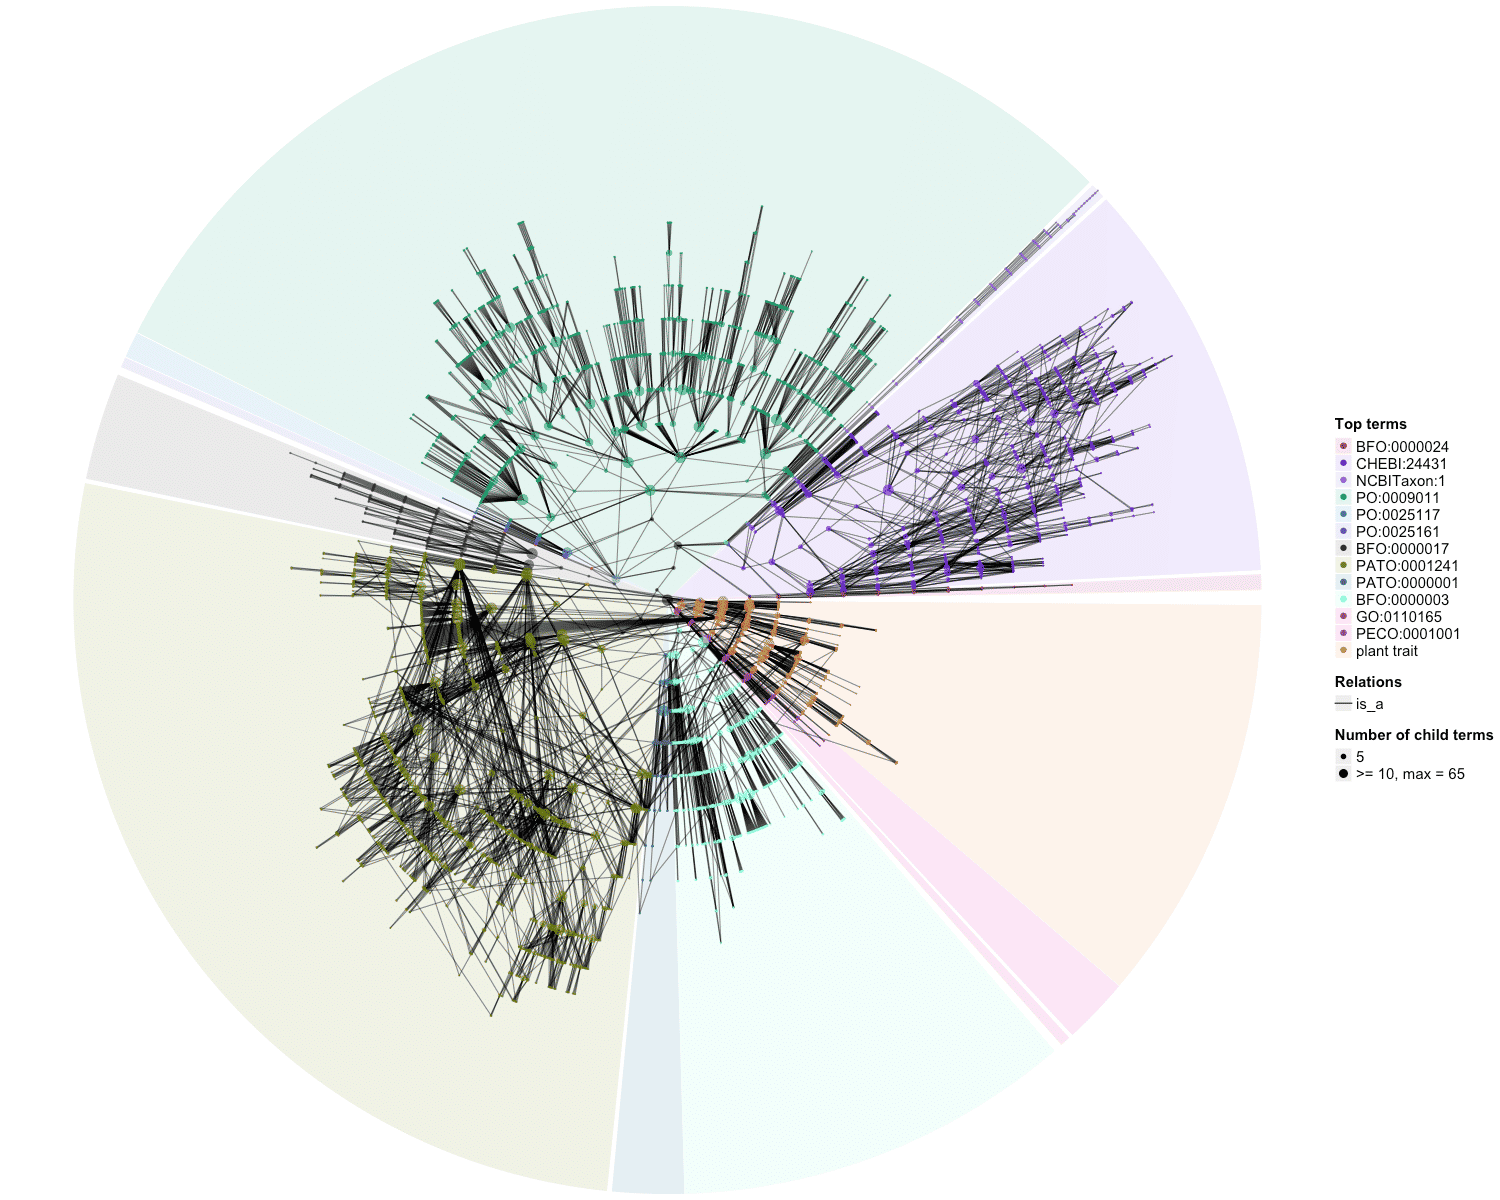 Top terms
BFO:0000024
CHEBI:24431
NCBITaxon:1
PO:0009011
PO:0025117
PO:0025161
BFO:0000017
PATO:0001241
PATO:0000001
BFO:0000003
GO:0110165
PECO:0001001
plant trait
Relations
is_a
Number of child terms
5
>= 10, max = 65